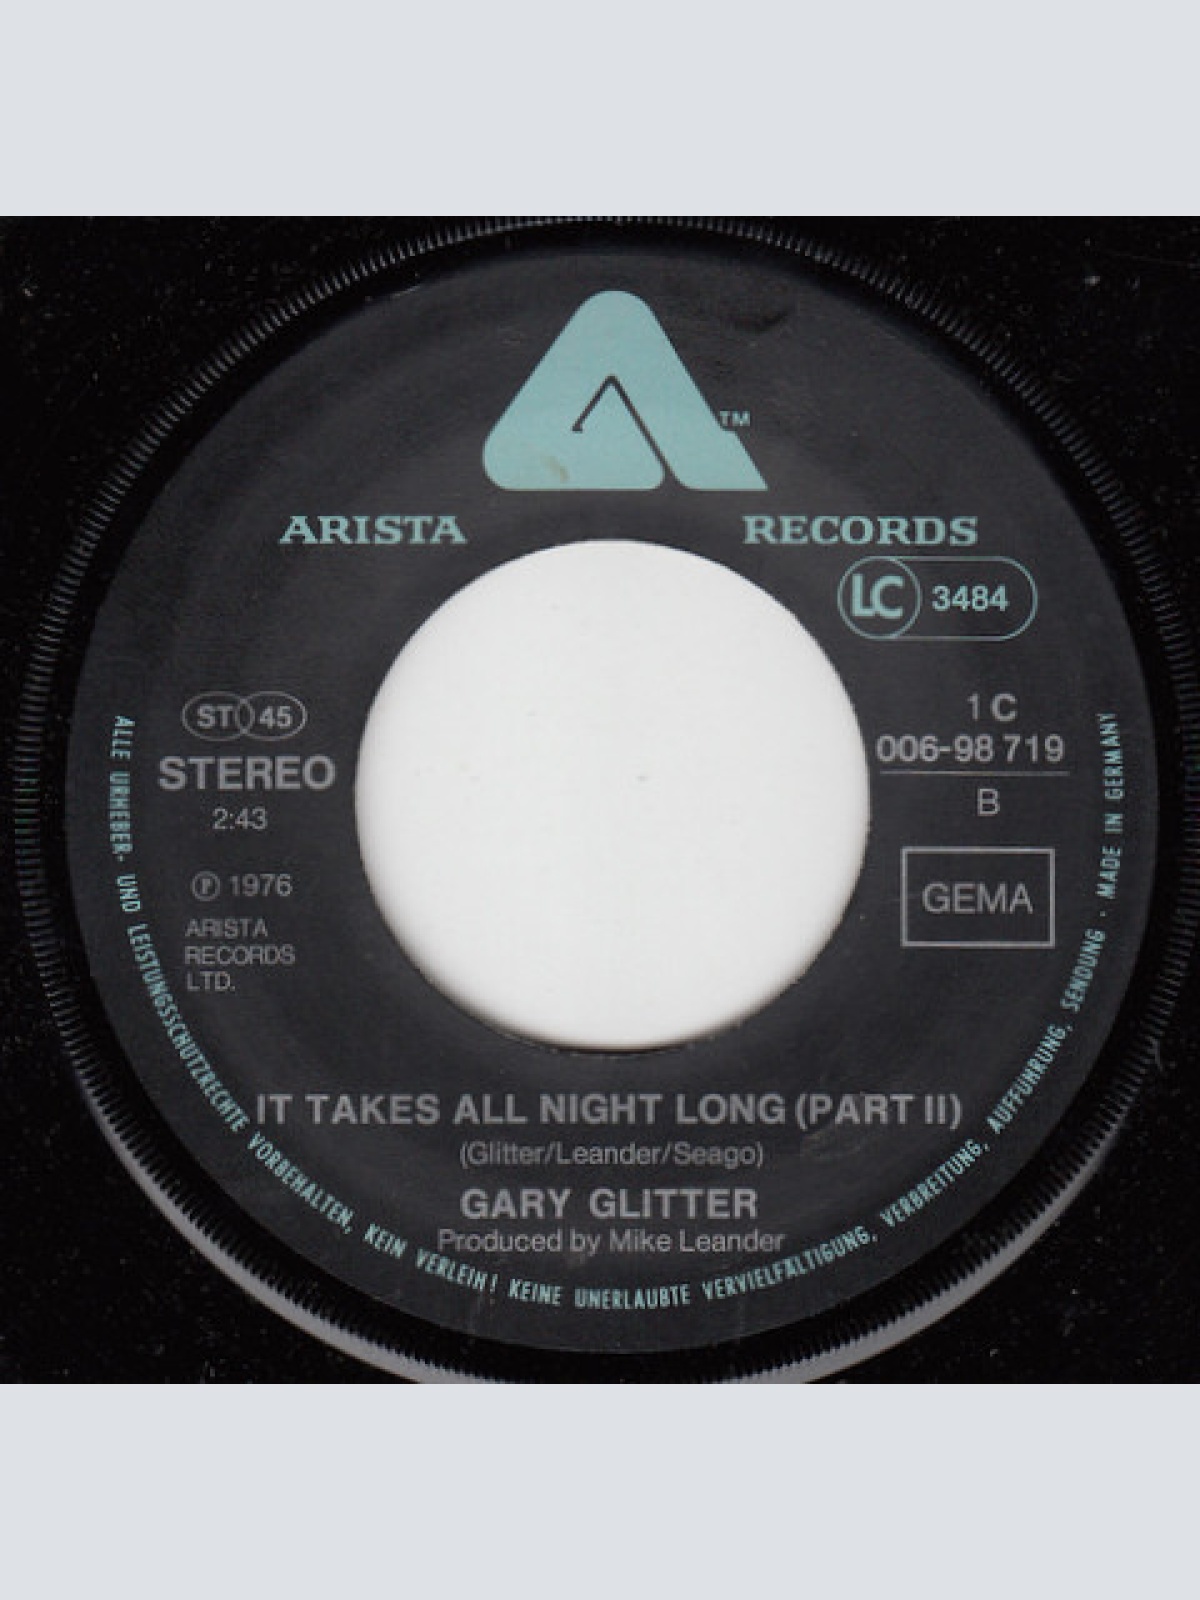 TM
ARISTA RECORDS
LC 3484
ST 45
STEREO
2:43
℗ 1976
ARISTA
RECORDS
LTD.
1 C
006-98 719
B
GEMA
IT TAKES ALL NIGHT LONG (PART II)
(Glitter/Leander/Seago)
GARY GLITTER
Produced by Mike Leander
ALLE URHEBER- UND LEISTUNGSSCHUTZRECHTE VORBEHALTEN, KEIN VERLEIH! KEINE UNERLAUBTE VERVIELFÄLTIGUNG, VERBREITUNG, AUFFÜHRUNG, SENDUNG · MADE IN GERMANY